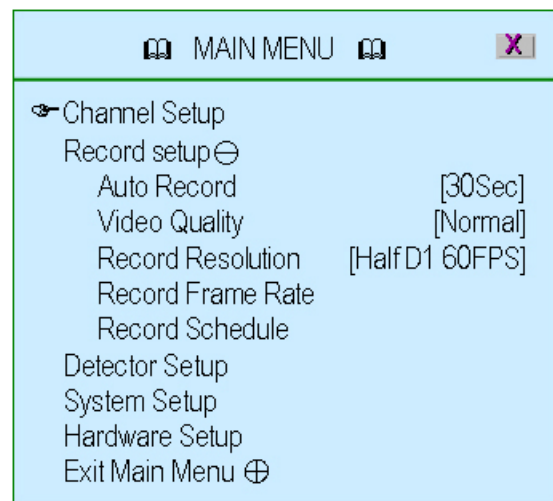 MAIN MENU X
Channel Setup
Record setup
Auto Record [30Sec]
Video Quality [Normal]
Record Resolution [Half D1 60FPS]
Record Frame Rate
Record Schedule
Detector Setup
System Setup
Hardware Setup
Exit Main Menu